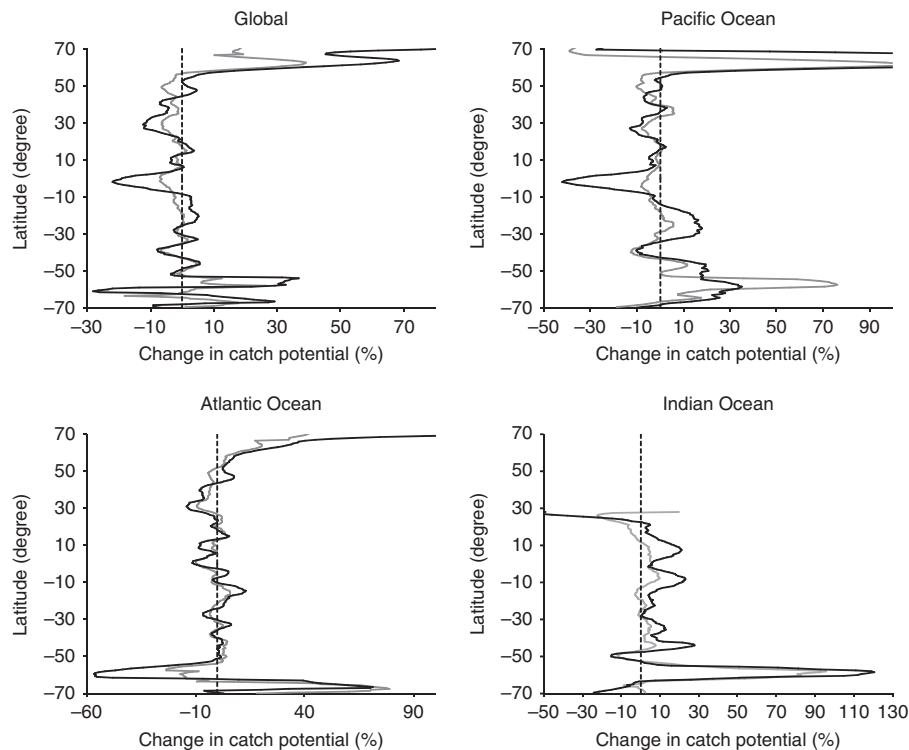 Global
70
50
30
10
−10
−30
−50
−70
Latitude (degree)
−30 −10 10 30 50 70
Change in catch potential (%)
Pacific Ocean
70
50
30
10
−10
−30
−50
−70
Latitude (degree)
−50 −30 −10 10 30 50 70 90
Change in catch potential (%)
Atlantic Ocean
70
50
30
10
−10
−30
−50
−70
Latitude (degree)
−60 −10 40 90
Change in catch potential (%)
Indian Ocean
70
50
30
10
−10
−30
−50
−70
Latitude (degree)
−50 −30 −10 10 30 50 70 90 110 130
Change in catch potential (%)